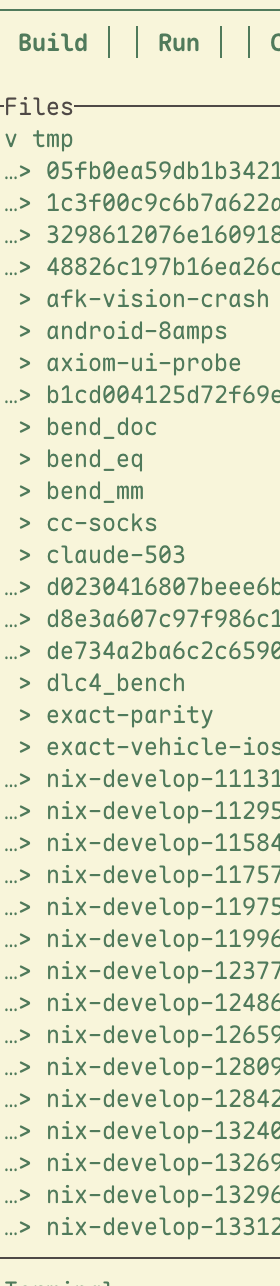 Build | | Run | |
Files
v tmp
…> 05fb0ea59db1b3421
…> 1c3f00c9c6b7a622a
…> 3298612076e160918
…> 48826c197b16ea26c
> afk-vision-crash
> android-8amps
> axiom-ui-probe
…> b1cd004125d72f69e
> bend_doc
> bend_eq
> bend_mm
> cc-socks
> claude-503
…> d0230416807beee6b
…> d8e3a607c97f986c1
…> de734a2ba6c2c6590
> dlc4_bench
> exact-parity
> exact-vehicle-ios
…> nix-develop-11131
…> nix-develop-11295
…> nix-develop-11584
…> nix-develop-11757
…> nix-develop-11975
…> nix-develop-11996
…> nix-develop-12377
…> nix-develop-12486
…> nix-develop-12659
…> nix-develop-12809
…> nix-develop-12842
…> nix-develop-13240
…> nix-develop-13269
…> nix-develop-13296
…> nix-develop-13312